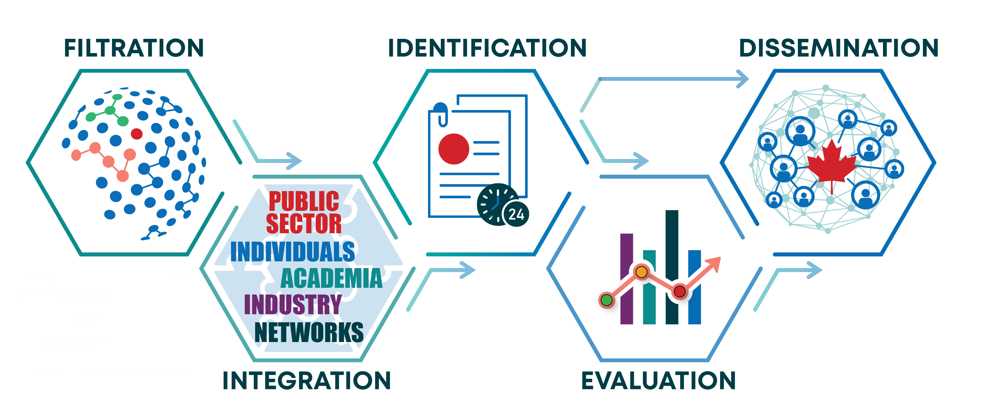 FILTRATION
IDENTIFICATION
DISSEMINATION
24
PUBLIC
SECTOR
INDIVIDUALS
ACADEMIA
INDUSTRY
NETWORKS
INTEGRATION
EVALUATION